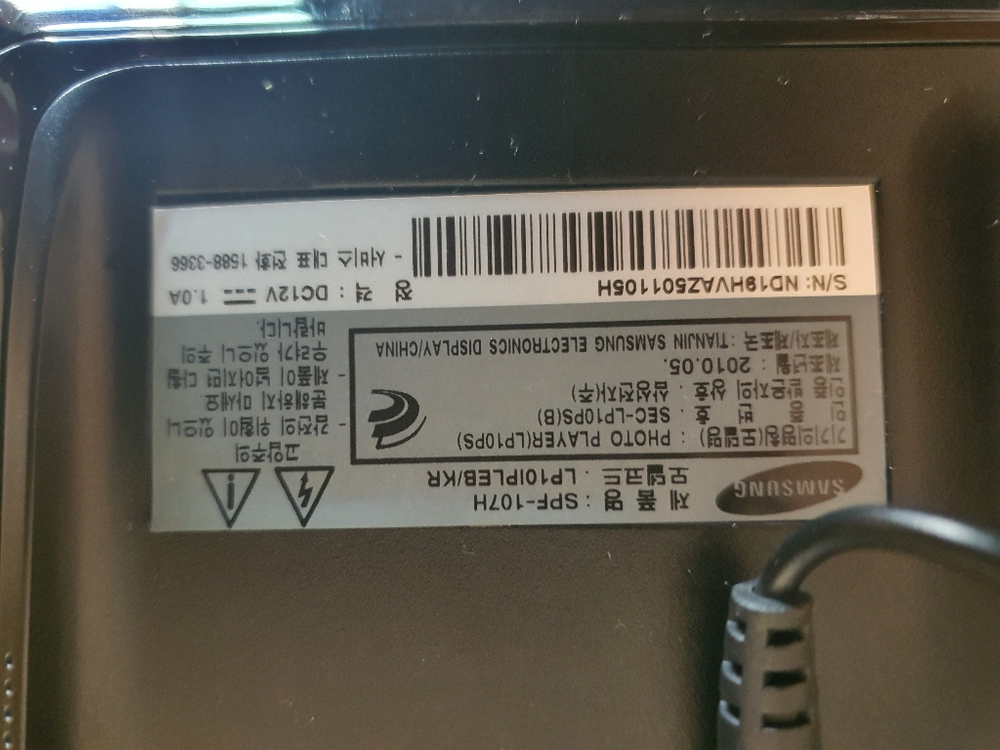 SAMSUNG
제 품 명 : SPF-107H
모델코드 : LP10IPLEB/KR
기기의명칭(모델명) : PHOTO PLAYER(LP10PS)
인 증 번 호 : SEC-LP10PS(B)
인증받은자의 상호 : 삼성전자(주)
제조년월 : 2010.05.
제조자/제조국 : TIANJIN SAMSUNG ELECTRONICS DISPLAY/CHINA
고압주의
- 감전의 위험이 있으니
분해하지 마세요
- 제품이 넘어지면 다칠
우려가 있으니 주의
바랍니다.
S/N: ND19HVAZ501105H
정 격 : DC12V ⎓ 1.0A
- 서비스 대표 전화 1588-3366